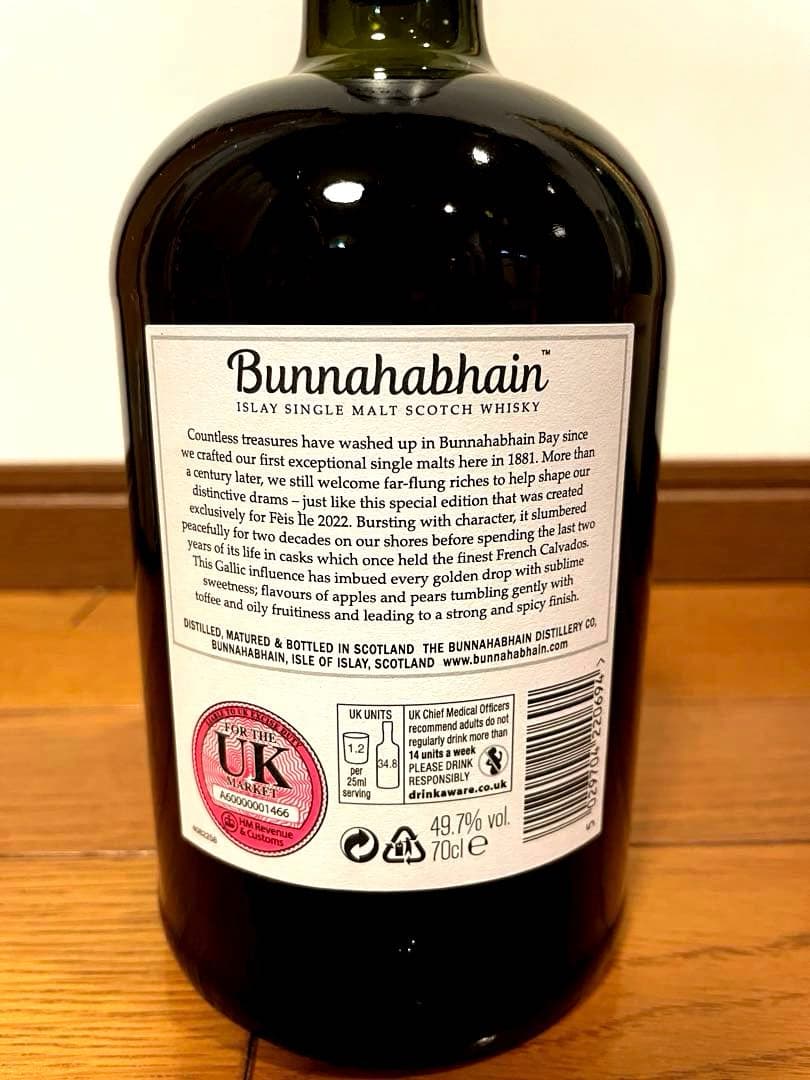 Bunnahabhain™
ISLAY SINGLE MALT SCOTCH WHISKY
Countless treasures have washed up in Bunnahabhain Bay since
we crafted our first exceptional single malts here in 1881. More than
a century later, we still welcome far-flung riches to help shape our
distinctive drams – just like this special edition that was created
exclusively for Fèis Ìle 2022. Bursting with character, it slumbered
peacefully for two decades on our shores before spending the last two
years of its life in casks which once held the finest French Calvados.
This Gallic influence has imbued every golden drop with sublime
sweetness; flavours of apples and pears tumbling gently with
toffee and oily fruitiness and leading to a strong and spicy finish.
DISTILLED, MATURED & BOTTLED IN SCOTLAND THE BUNNAHABHAIN DISTILLERY CO,
BUNNAHABHAIN, ISLE OF ISLAY, SCOTLAND www.bunnahabhain.com
LIABLE TO UK EXCISE DUTY
FOR THE
UK
MARKET
A60000001466
HM Revenue
& Customs
UK UNITS
1.2
34.8
per
25ml
serving
UK Chief Medical Officers
recommend adults do not
regularly drink more than
14 units a week
PLEASE DRINK
RESPONSIBLY
drinkaware.co.uk
49.7% vol.
70cl e
5 029704 220694 >